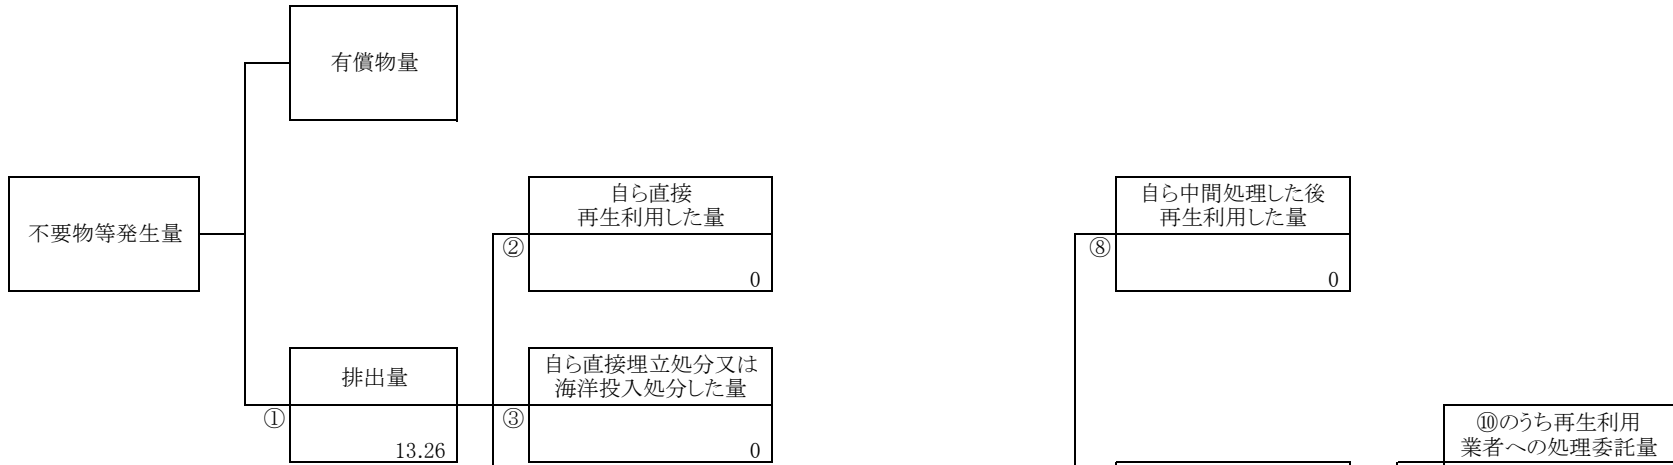 有償物量
不要物等発生量
自ら直接
再生利用した量
②
0
自ら中間処理した後
再生利用した量
⑧
0
排出量
①
13.26
自ら直接埋立処分又は
海洋投入処分した量
③
0
⑩のうち再生利用
業者への処理委託量